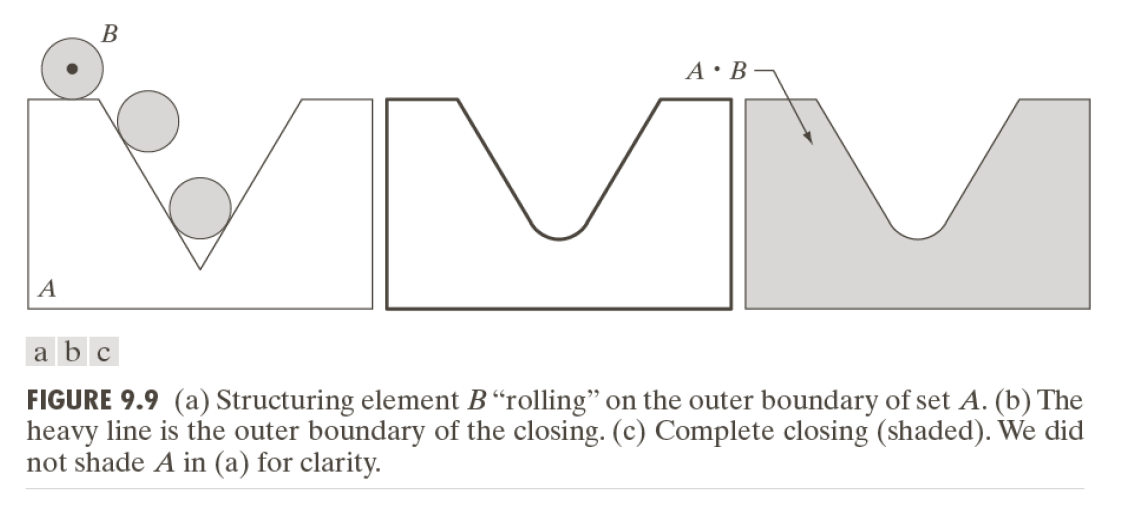 B
A · B
A
a b c
FIGURE 9.9 (a) Structuring element B “rolling” on the outer boundary of set A. (b) The
heavy line is the outer boundary of the closing. (c) Complete closing (shaded). We did
not shade A in (a) for clarity.